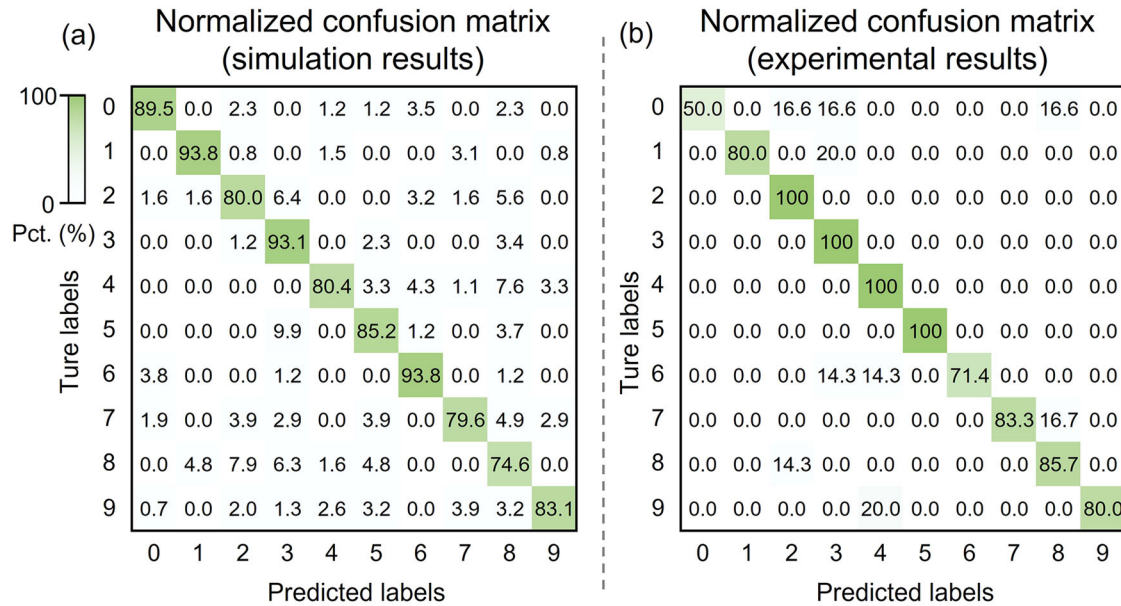 (a) Normalized confusion matrix
(simulation results)
100
0
Pct. (%)
Ture labels
0 89.5 0.0 2.3 0.0 1.2 1.2 3.5 0.0 2.3 0.0
1 0.0 93.8 0.8 0.0 1.5 0.0 0.0 3.1 0.0 0.8
2 1.6 1.6 80.0 6.4 0.0 0.0 3.2 1.6 5.6 0.0
3 0.0 0.0 1.2 93.1 0.0 2.3 0.0 0.0 3.4 0.0
4 0.0 0.0 0.0 0.0 80.4 3.3 4.3 1.1 7.6 3.3
5 0.0 0.0 0.0 9.9 0.0 85.2 1.2 0.0 3.7 0.0
6 3.8 0.0 0.0 1.2 0.0 0.0 93.8 0.0 1.2 0.0
7 1.9 0.0 3.9 2.9 0.0 3.9 0.0 79.6 4.9 2.9
8 0.0 4.8 7.9 6.3 1.6 4.8 0.0 0.0 74.6 0.0
9 0.7 0.0 2.0 1.3 2.6 3.2 0.0 3.9 3.2 83.1
0 1 2 3 4 5 6 7 8 9
Predicted labels
(b) Normalized confusion matrix
(experimental results)
Ture labels
0 50.0 0.0 16.6 16.6 0.0 0.0 0.0 0.0 16.6 0.0
1 0.0 80.0 0.0 20.0 0.0 0.0 0.0 0.0 0.0 0.0
2 0.0 0.0 100 0.0 0.0 0.0 0.0 0.0 0.0 0.0
3 0.0 0.0 0.0 100 0.0 0.0 0.0 0.0 0.0 0.0
4 0.0 0.0 0.0 0.0 100 0.0 0.0 0.0 0.0 0.0
5 0.0 0.0 0.0 0.0 0.0 100 0.0 0.0 0.0 0.0
6 0.0 0.0 0.0 14.3 14.3 0.0 71.4 0.0 0.0 0.0
7 0.0 0.0 0.0 0.0 0.0 0.0 0.0 83.3 16.7 0.0
8 0.0 0.0 14.3 0.0 0.0 0.0 0.0 0.0 85.7 0.0
9 0.0 0.0 0.0 0.0 20.0 0.0 0.0 0.0 0.0 80.0
0 1 2 3 4 5 6 7 8 9
Predicted labels